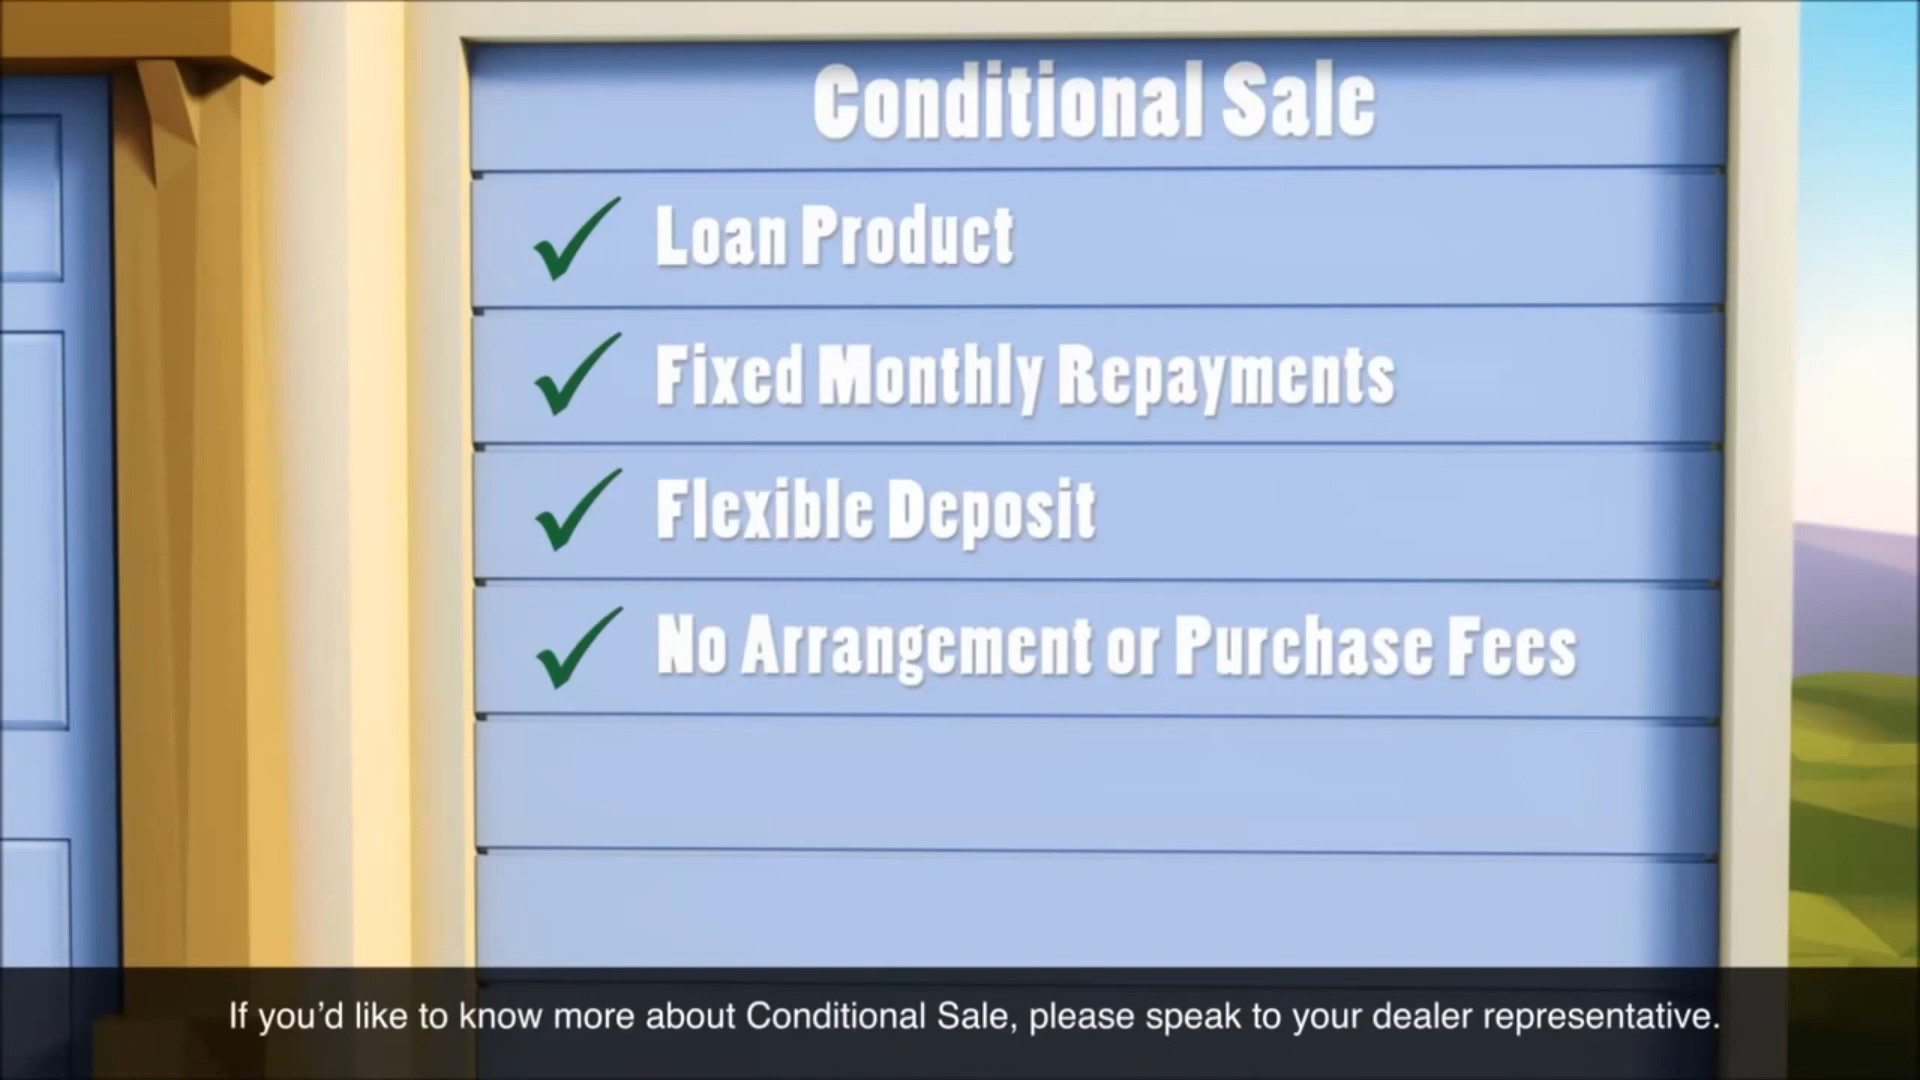 Conditional Sale
Loan Product
Fixed Monthly Repayments
Flexible Deposit
No Arrangement or Purchase Fees
If you’d like to know more about Conditional Sale, please speak to your dealer representative.